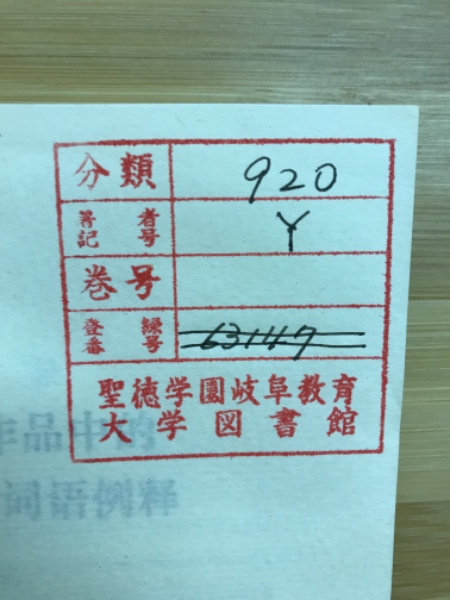 分類 920
著者記号 Y
巻号
登録番号 63147
聖徳学園岐阜教育
大学図書館
作品中的
词语例释